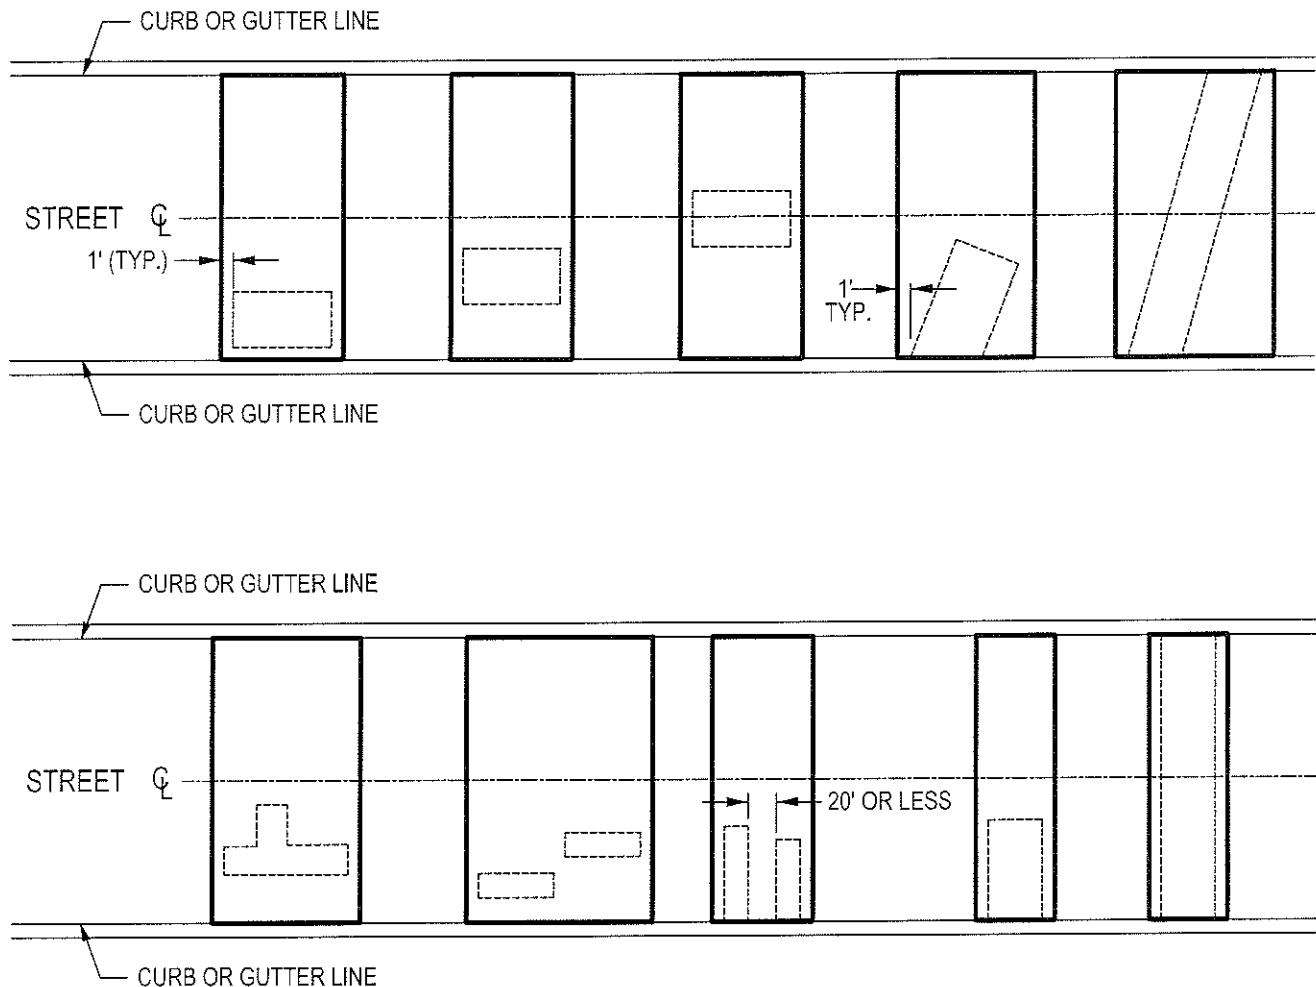 CURB OR GUTTER LINE
STREET ℄
1' (TYP.)
1'
TYP.
CURB OR GUTTER LINE
CURB OR GUTTER LINE
STREET ℄
20' OR LESS
CURB OR GUTTER LINE